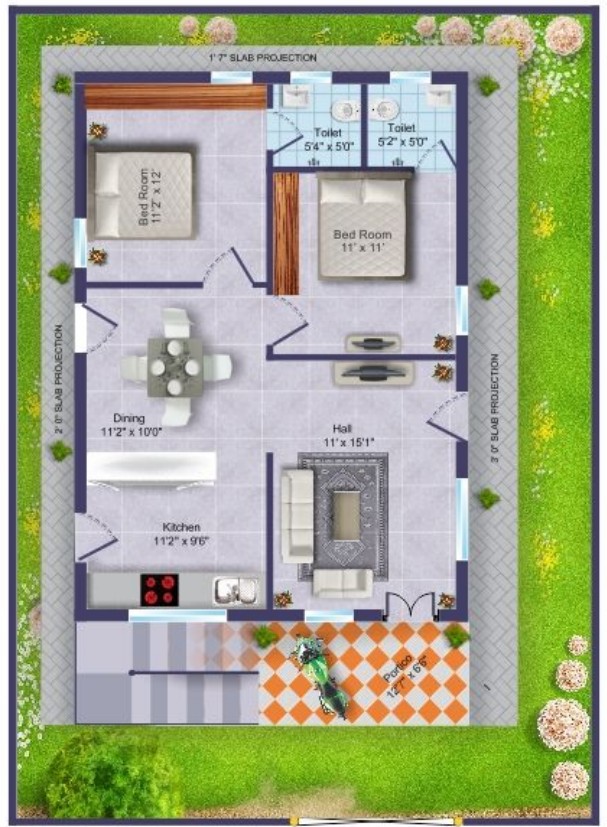 1' 7" SLAB PROJECTION
Toilet
5'4" x 5'0"
Toilet
5'2" x 5'0"
Bed Room
11'2" x 12'
Bed Room
11' x 11'
2' 0" SLAB PROJECTION
3' 0" SLAB PROJECTION
Dining
11'2" x 10'0"
Hall
11' x 15'1"
Kitchen
11'2" x 9'6"
Portico
12'7" x 6'6"